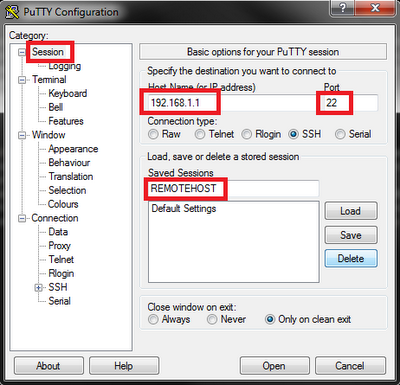 PuTTY Configuration
Category:
Session
Logging
Terminal
Keyboard
Bell
Features
Window
Appearance
Behaviour
Translation
Selection
Colours
Connection
Data
Proxy
Telnet
Rlogin
SSH
Serial
Basic options for your PuTTY session
Specify the destination you want to connect to
Host Name (or IP address) Port
192.168.1.1 22
Connection type:
Raw Telnet Rlogin SSH Serial
Load, save or delete a stored session
Saved Sessions
REMOTEHOST
Default Settings
Load
Save
Delete
Close window on exit:
Always Never Only on clean exit
About Help Open Cancel